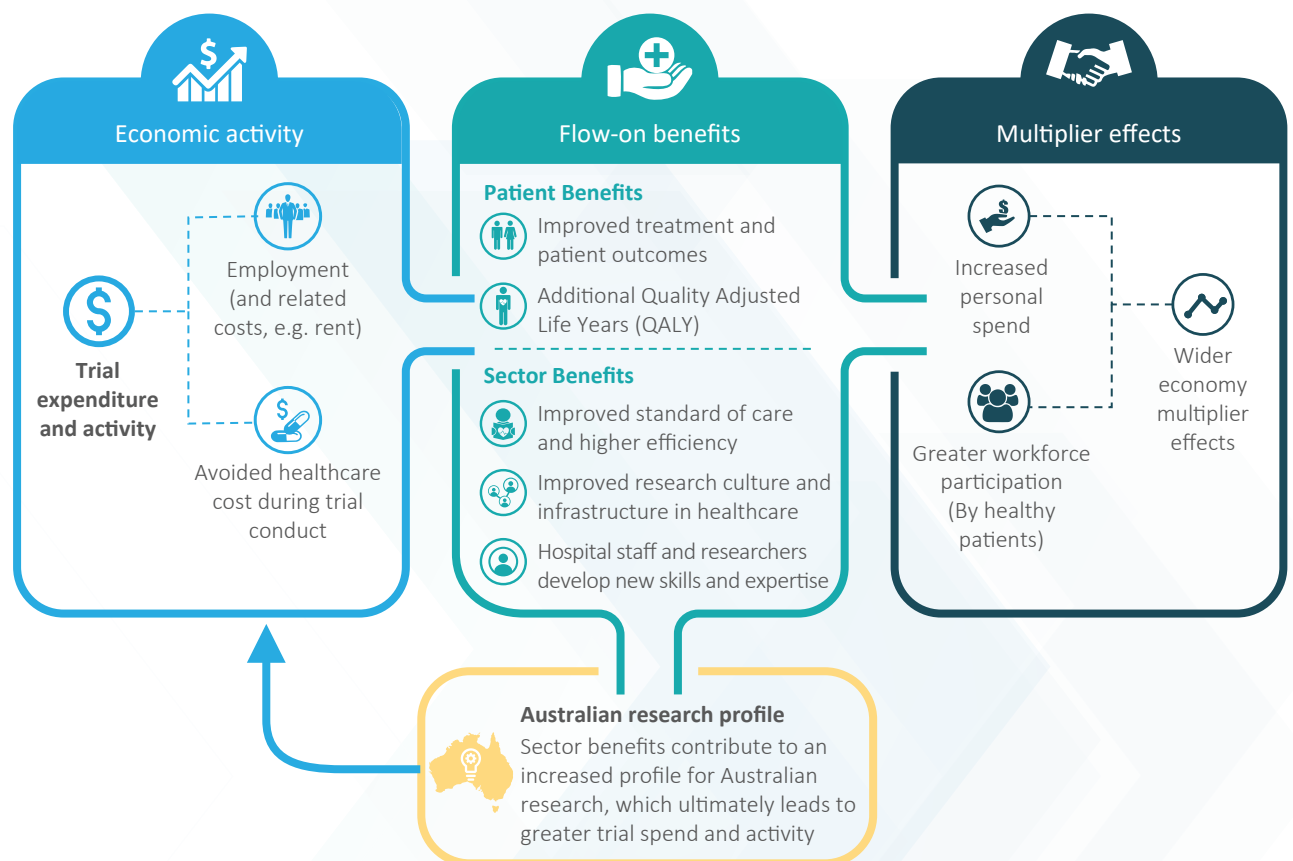 Economic activity
$
Trial
expenditure
and activity
Employment
(and related
costs, e.g. rent)
$
Avoided healthcare
cost during trial
conduct
$
Flow-on benefits
Patient Benefits
Improved treatment and
patient outcomes
Additional Quality Adjusted
Life Years (QALY)
Sector Benefits
Improved standard of care
and higher efficiency
Improved research culture and
infrastructure in healthcare
Hospital staff and researchers
develop new skills and expertise
Multiplier effects
$
Increased
personal
spend
Greater workforce
participation
(By healthy
patients)
Wider
economy
multiplier
effects
Australian research profile
Sector benefits contribute to an
increased profile for Australian
research, which ultimately leads to
greater trial spend and activity